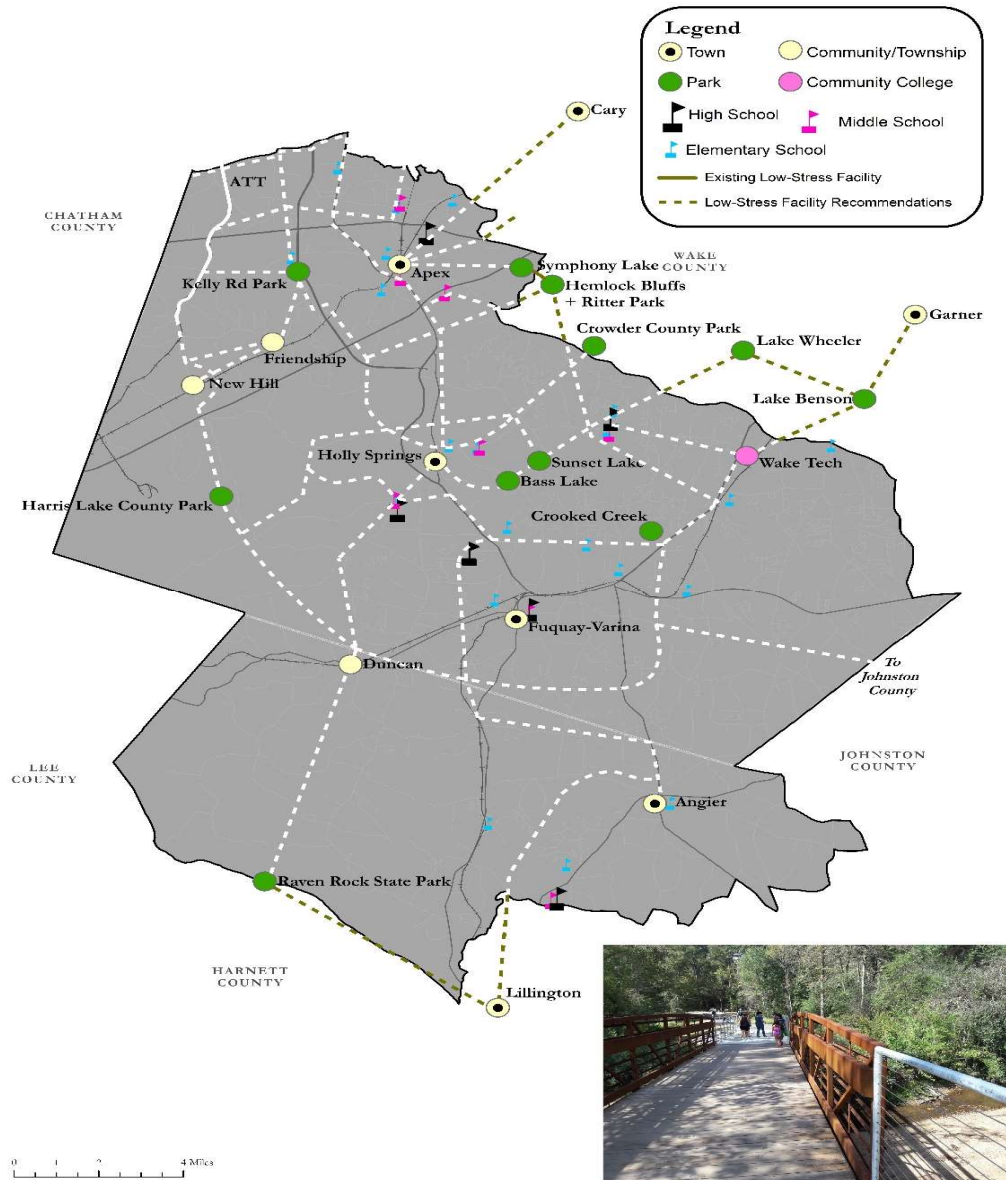 Legend
Town
Community/Township
Park
Community College
High School
Middle School
Elementary School
Existing Low-Stress Facility
Low-Stress Facility Recommendations
Cary
ATT
CHATHAM
COUNTY
Apex
Kelly Rd Park
Symphony Lake
WAKE
COUNTY
Hemlock Bluffs
+ Ritter Park
Garner
Crowder County Park
Lake Wheeler
Friendship
New Hill
Lake Benson
Holly Springs
Sunset Lake
Wake Tech
Bass Lake
Harris Lake County Park
Crooked Creek
Fuquay-Varina
Duncan
To
Johnston
County
LEE
COUNTY
JOHNSTON
COUNTY
Angier
Raven Rock State Park
HARNETT
COUNTY
Lillington
0 1 2 4 Miles